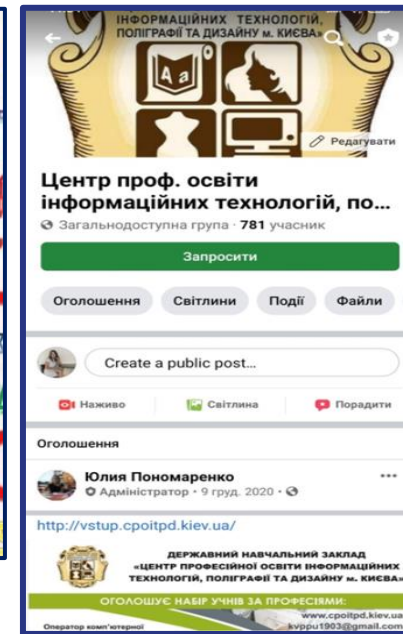 ІНФОРМАЦІЙНИХ ТЕХНОЛОГІЙ,
ПОЛІГРАФІЇ ТА ДИЗАЙНУ м. КИЄВА»
Aa
Редагувати
Центр проф. освіти
інформаційних технологій, по...
Загальнодоступна група · 781 учасник
Запросити
Оголошення Світлини Події Файли
Create a public post...
Наживо Світлина Порадити
Оголошення
Юлия Пономаренко
Адміністратор · 9 груд. 2020 ·
http://vstup.cpoitpd.kiev.ua/
ДЕРЖАВНИЙ НАВЧАЛЬНИЙ ЗАКЛАД
«ЦЕНТР ПРОФЕСІЙНОЇ ОСВІТИ ІНФОРМАЦІЙНИХ
ТЕХНОЛОГІЙ, ПОЛІГРАФІЇ ТА ДИЗАЙНУ м. КИЄВА»
ОГОЛОШУЄ НАБІР УЧНІВ ЗА ПРОФЕСІЯМИ:
www.cpoitpd.kiev.ua
Оператор комп'ютерної kvppu1903@gmail.com